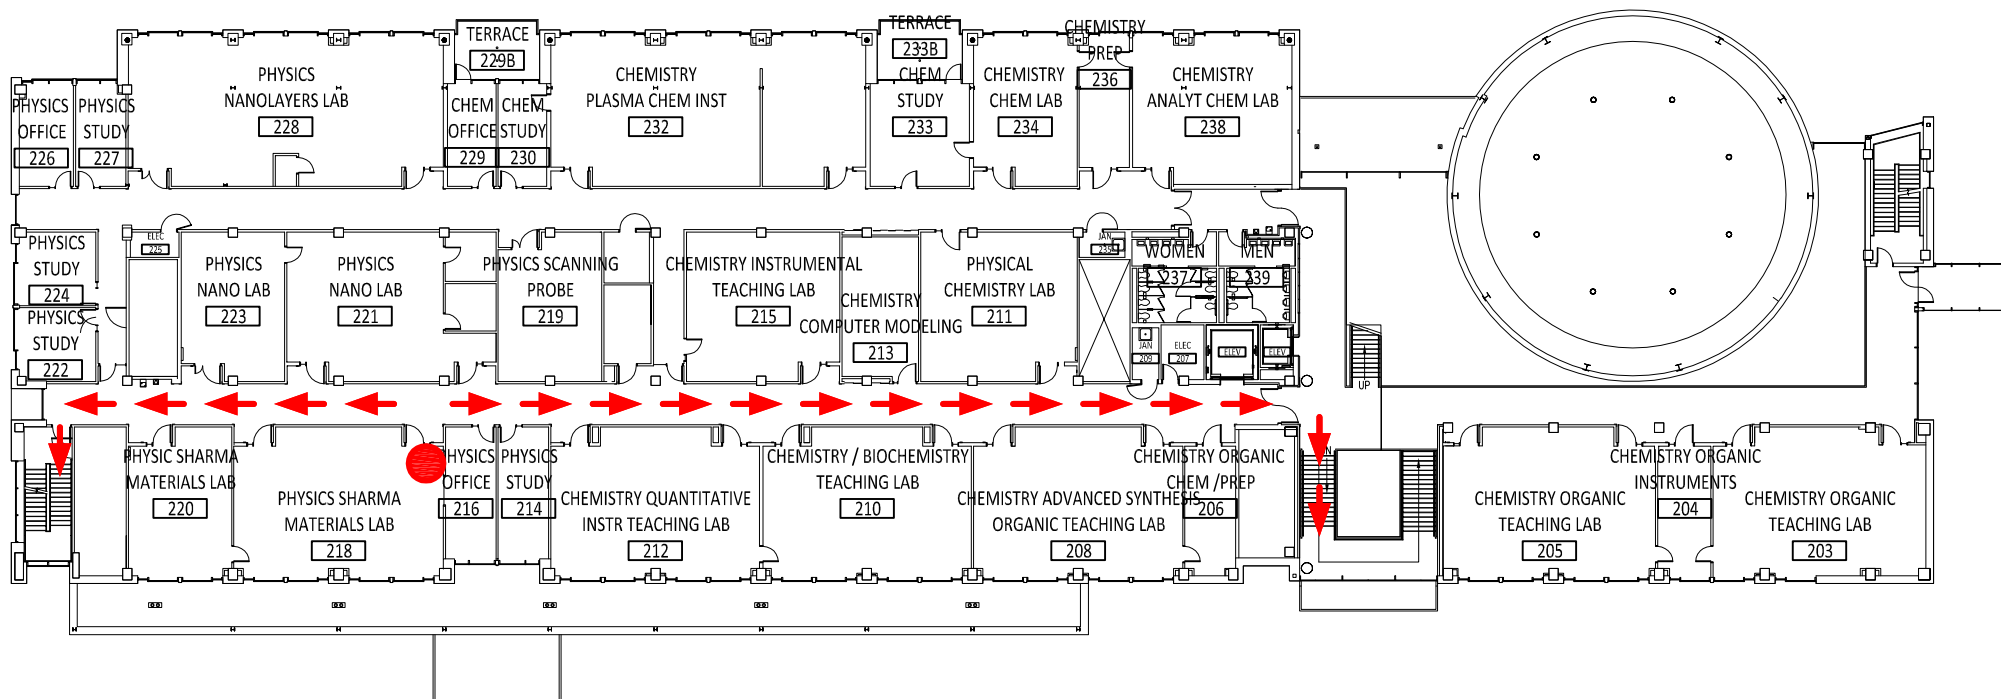 PHYSICS
OFFICE
226
PHYSICS
STUDY
227
PHYSICS
NANOLAYERS LAB
228
TERRACE
229B
CHEM
OFFICE
229
CHEM
STUDY
230
CHEMISTRY
PLASMA CHEM INST
232
TERRACE
233B
CHEM
STUDY
233
CHEMISTRY
CHEM LAB
234
CHEMISTRY
PREP
236
CHEMISTRY
ANALYT CHEM LAB
238
PHYSICS
STUDY
224
PHYSICS
STUDY
222
ELEC
225
PHYSICS
NANO LAB
223
PHYSICS
NANO LAB
221
PHYSICS SCANNING
PROBE
219
CHEMISTRY INSTRUMENTAL
TEACHING LAB
215
CHEMISTRY
COMPUTER MODELING
213
PHYSICAL
CHEMISTRY LAB
211
JAN
235
WOMEN
237
MEN
239
JAN
209
ELEC
207
ELEV
ELEV
UP
PHYSIC SHARMA
MATERIALS LAB
220
PHYSICS SHARMA
MATERIALS LAB
218
PHYSICS
OFFICE
216
PHYSICS
STUDY
214
CHEMISTRY QUANTITATIVE
INSTR TEACHING LAB
212
CHEMISTRY / BIOCHEMISTRY
TEACHING LAB
210
CHEMISTRY ADVANCED SYNTHESIS
ORGANIC TEACHING LAB
208
CHEMISTRY ORGANIC
CHEM /PREP
206
CHEMISTRY ORGANIC
TEACHING LAB
205
CHEMISTRY ORGANIC
INSTRUMENTS
204
CHEMISTRY ORGANIC
TEACHING LAB
203